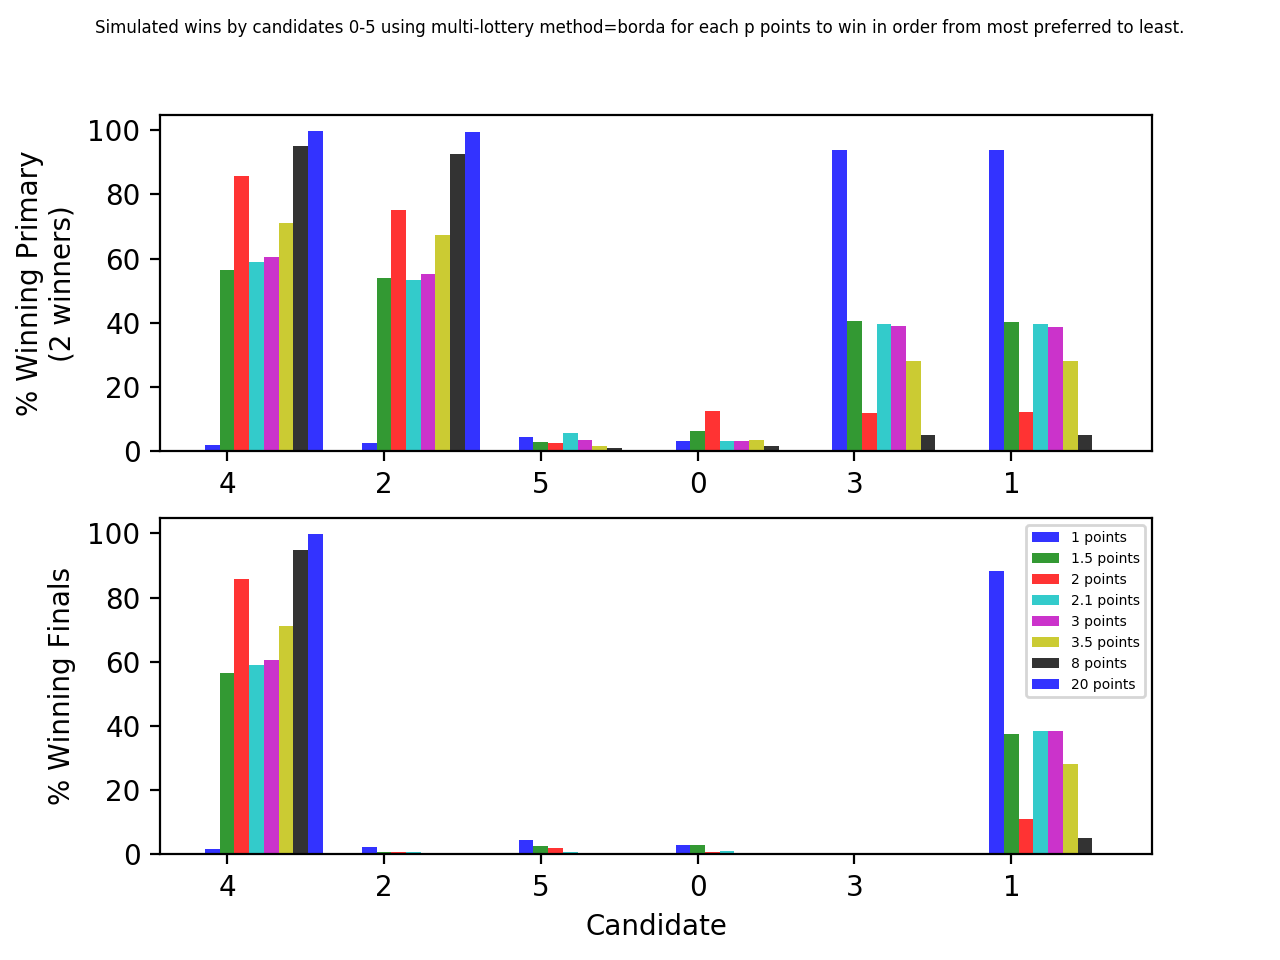 Simulated wins by candidates 0-5 using multi-lottery method=borda for each p points to win in order from most preferred to least.
% Winning Primary
(2 winners)
100
80
60
40
20
0
4 2 5 0 3 1
% Winning Finals
100
80
60
40
20
0
1 points
1.5 points
2 points
2.1 points
3 points
3.5 points
8 points
20 points
4 2 5 0 3 1
Candidate